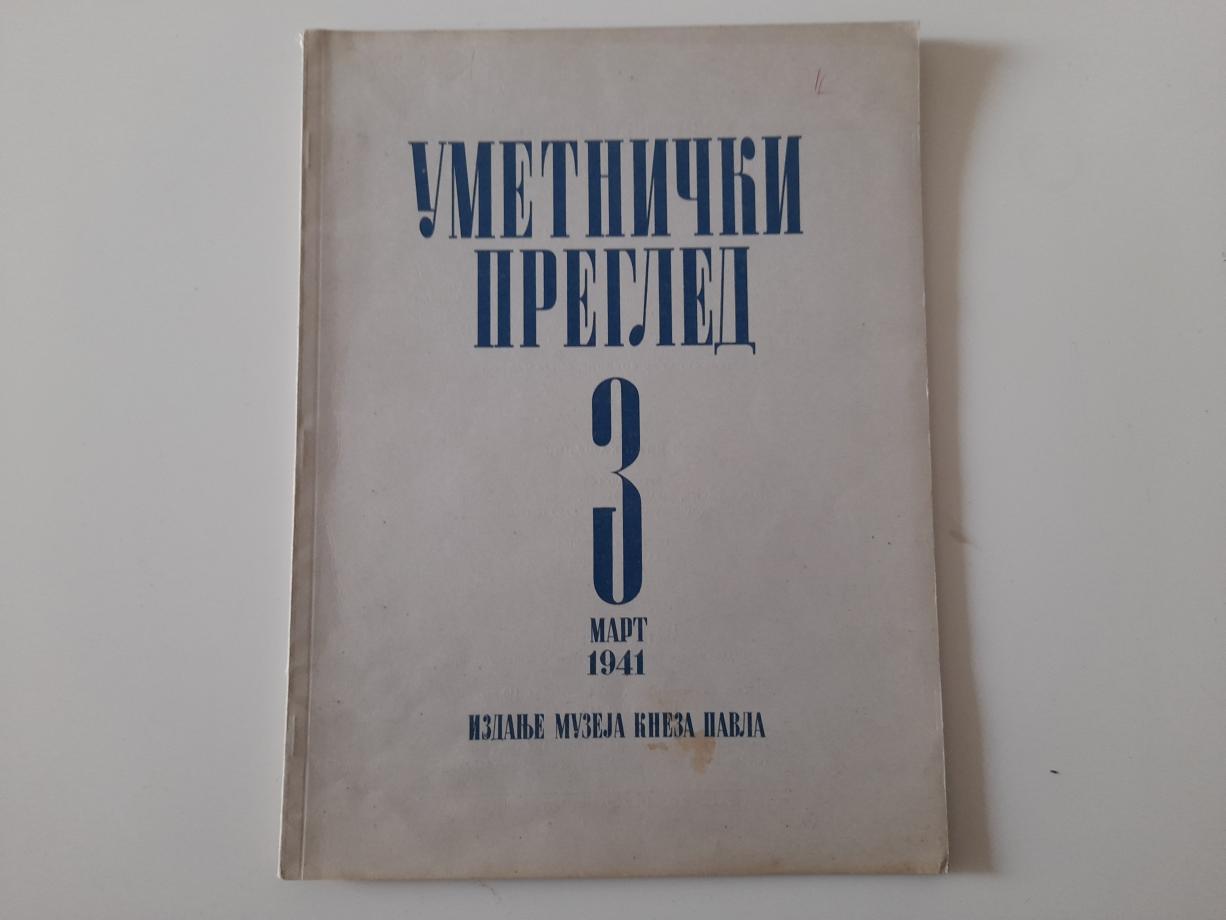 УМЕТНИЧКИ
ПРЕГЛЕД
3
МАРТ
1941
ИЗДАЊЕ МУЗЕЈА КНЕЗА ПАВЛА